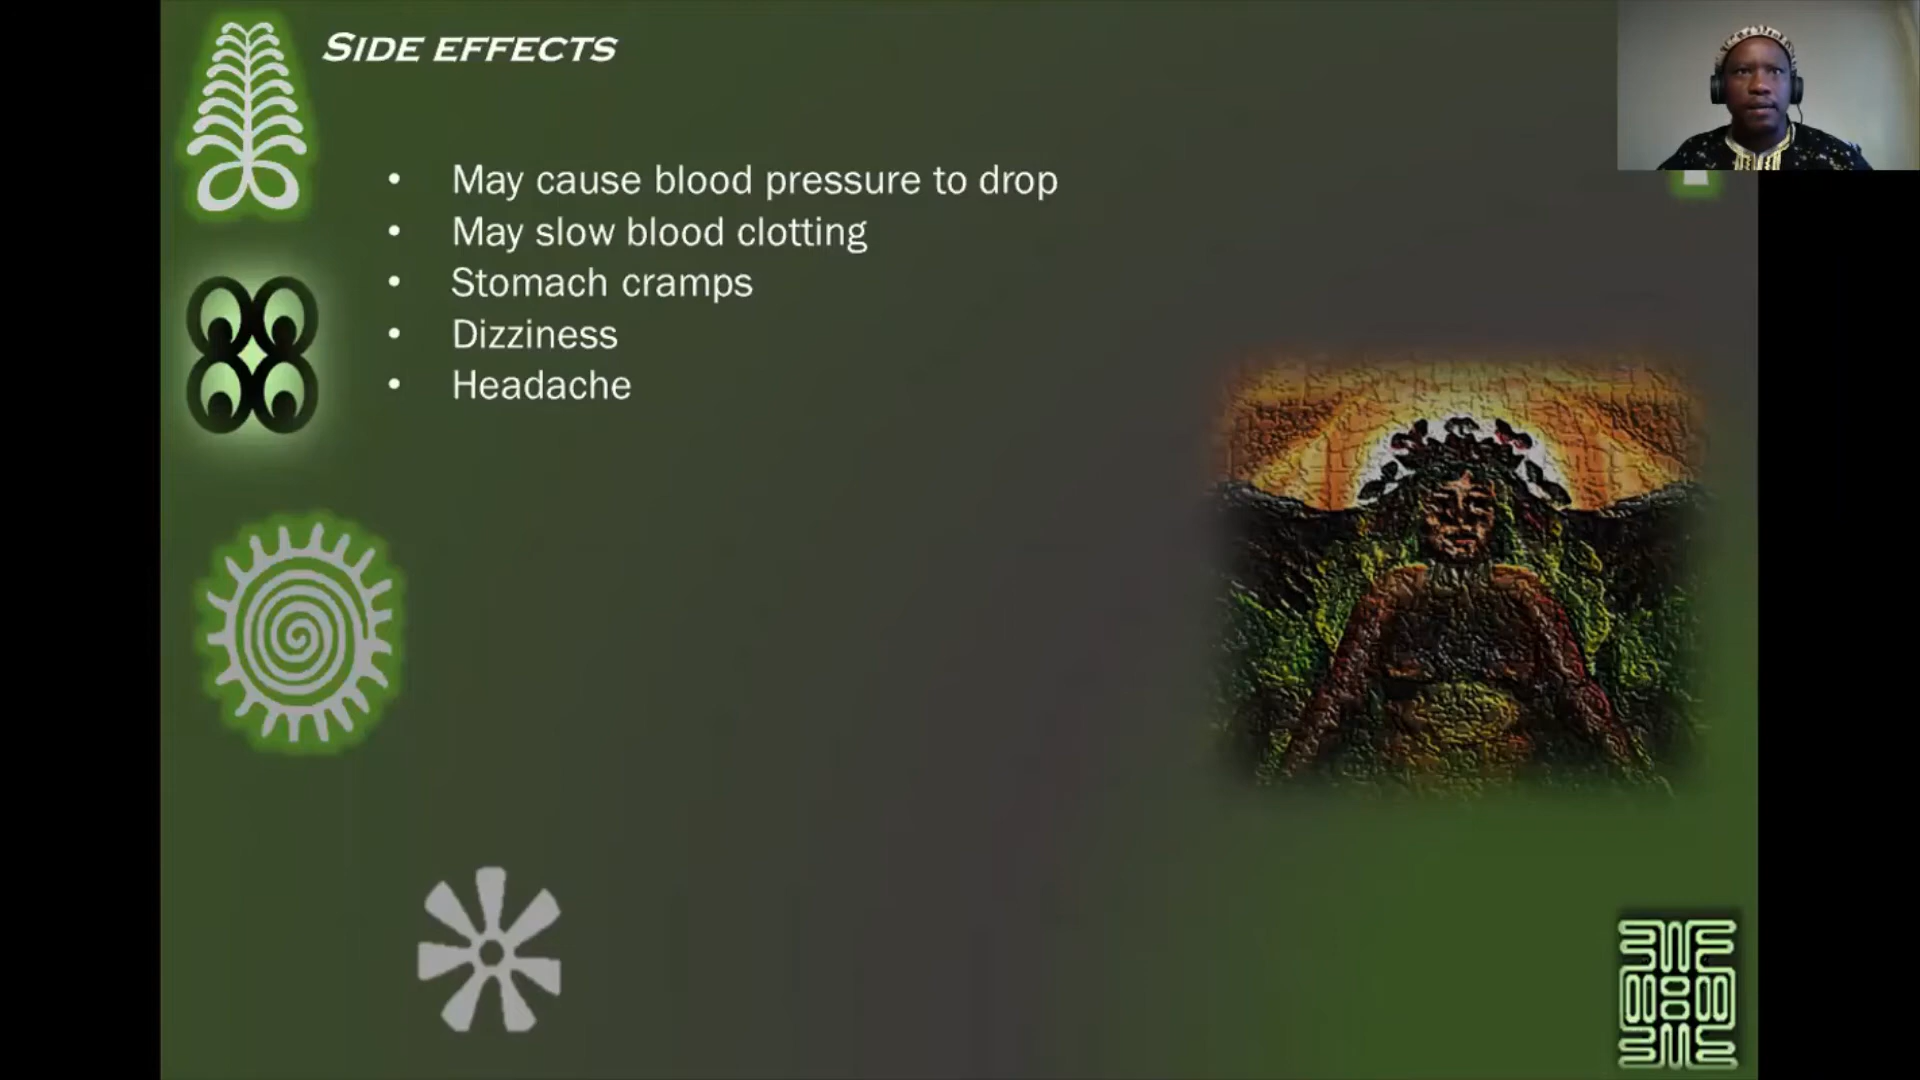 SIDE EFFECTS
• May cause blood pressure to drop
• May slow blood clotting
• Stomach cramps
• Dizziness
• Headache